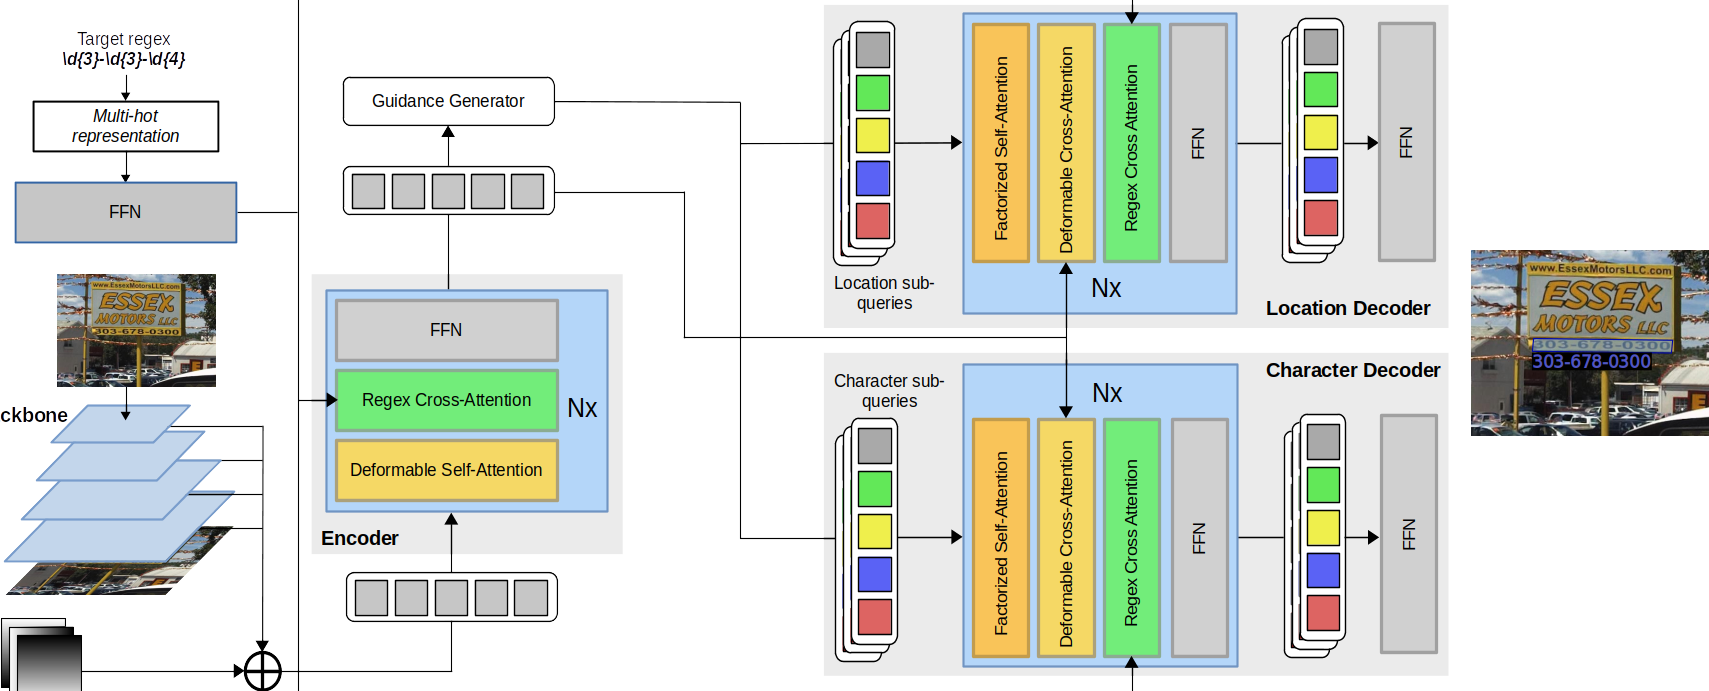 Target regex
\d{3}-\d{3}-\d{4}
Multi-hot
representation
FFN
www.EssexMotorsLLC.com
ESSEX
MOTORS LLC
303-678-0300
ckbone
Guidance Generator
FFN
Regex Cross-Attention
Deformable Self-Attention
Nx
Encoder
Location sub-
queries
Factorized Self-Attention
Deformable Cross-Attention
Regex Cross Attention
FFN
Nx
FFN
Location Decoder
Character sub-
queries
Nx
Factorized Self-Attention
Deformable Cross-Attention
Regex Cross Attention
FFN
Character Decoder
FFN
www.EssexMotorsLLC.com
ESSEX
MOTORS LLC
303-678-0300
303-678-0300